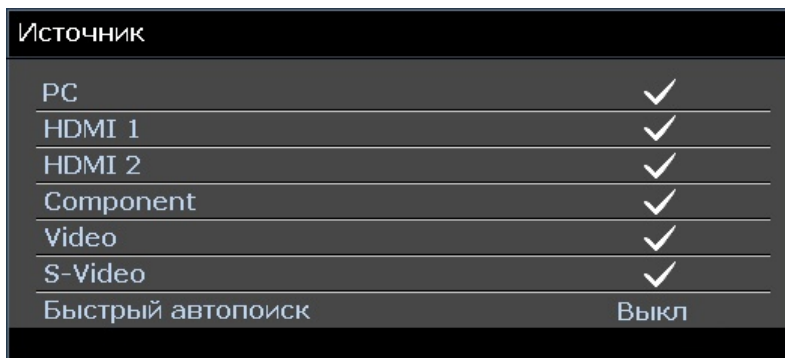 Источник
PC ✓
HDMI 1 ✓
HDMI 2 ✓
Component ✓
Video ✓
S-Video ✓
Быстрый автопоиск Выкл